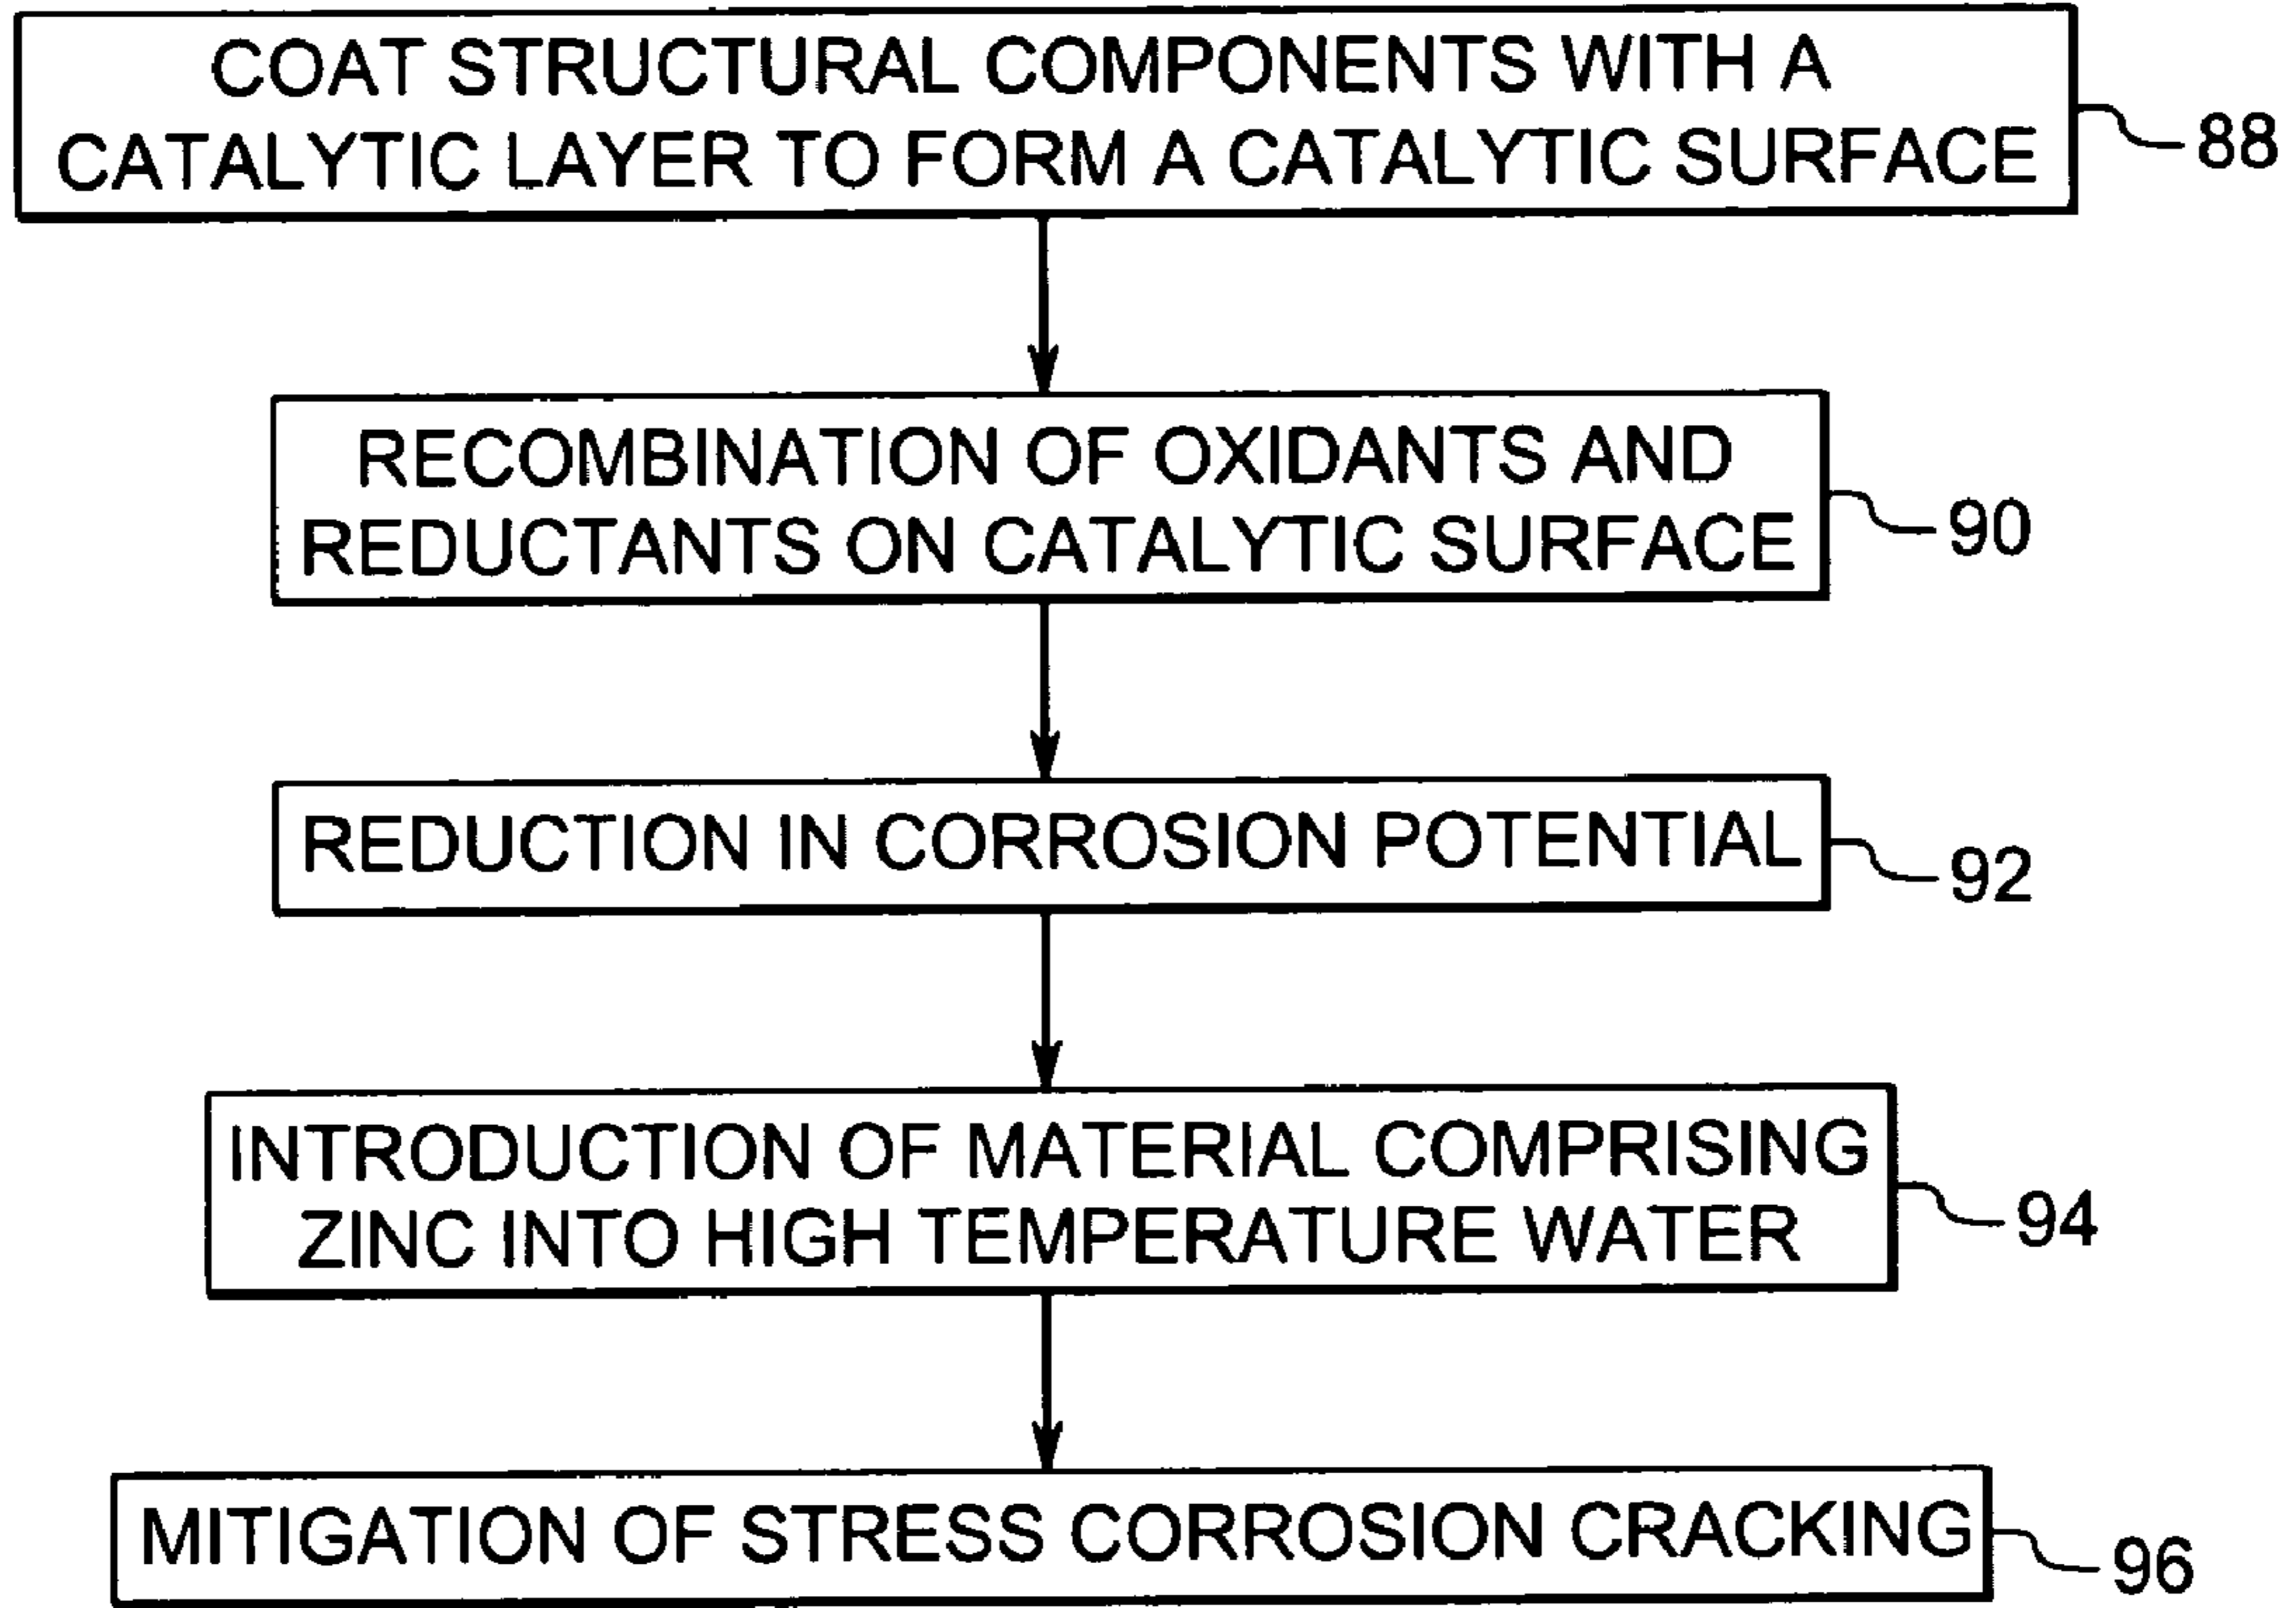 COAT STRUCTURAL COMPONENTS WITH A
CATALYTIC LAYER TO FORM A CATALYTIC SURFACE
88
RECOMBINATION OF OXIDANTS AND
REDUCTANTS ON CATALYTIC SURFACE
90
REDUCTION IN CORROSION POTENTIAL
92
INTRODUCTION OF MATERIAL COMPRISING
ZINC INTO HIGH TEMPERATURE WATER
94
MITIGATION OF STRESS CORROSION CRACKING
96